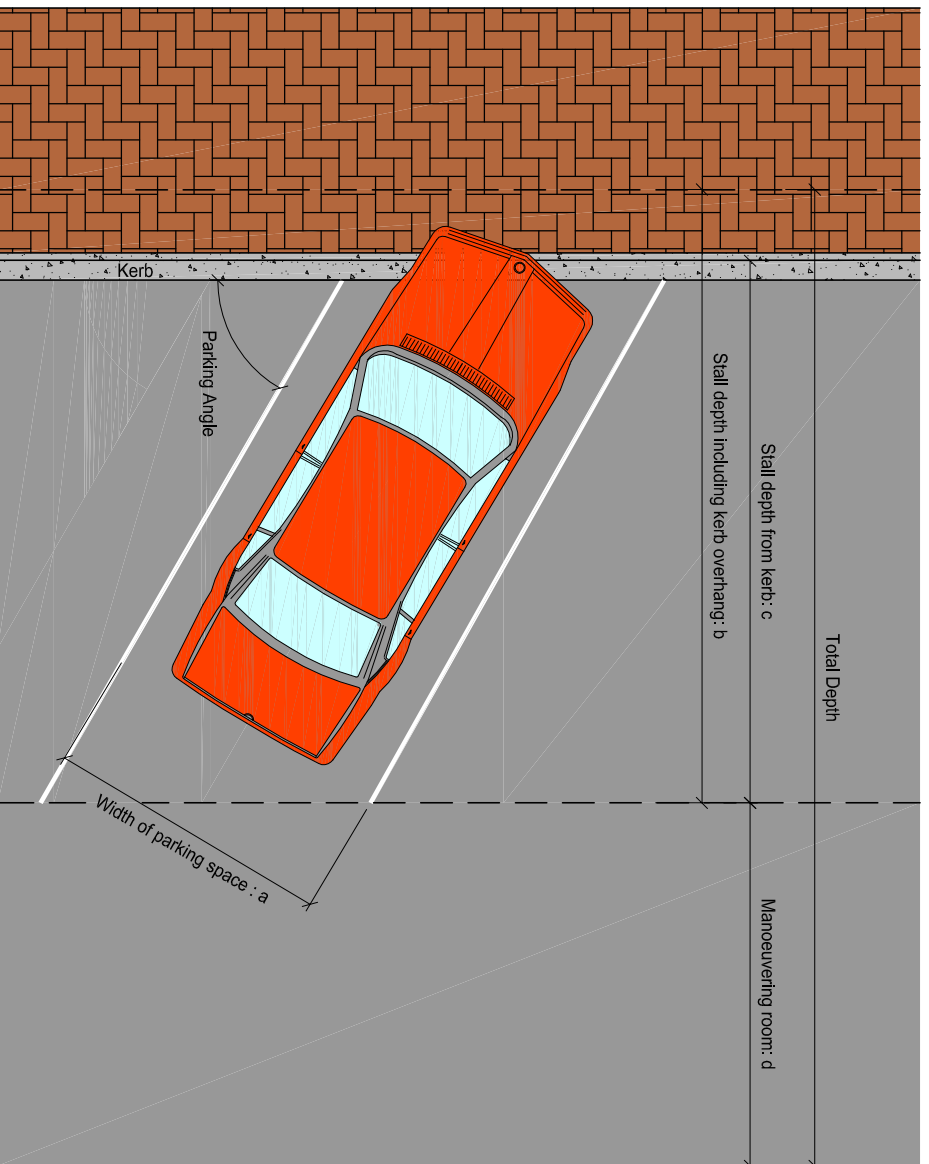 Kerb
Parking Angle
Stall depth including kerb overhang: b
Stall depth from kerb: c
Total Depth
Width of parking space : a
Manoeuvering room: d